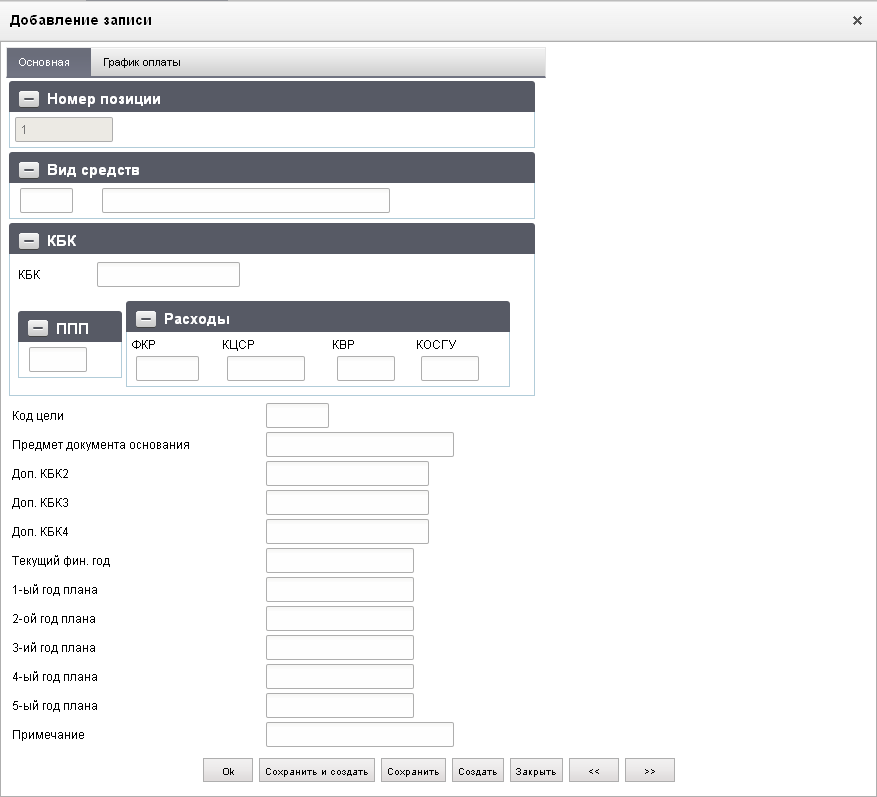 Добавление записи ×
Основная График оплаты
Номер позиции
1
Вид средств
КБК
КБК
ППП Расходы
ФКР КЦСР КВР КОСГУ
Код цели
Предмет документа основания
Доп. КБК2
Доп. КБК3
Доп. КБК4
Текущий фин. год
1-ый год плана
2-ой год плана
3-ий год плана
4-ый год плана
5-ый год плана
Примечание
Ok Сохранить и создать Сохранить Создать Закрыть << >>